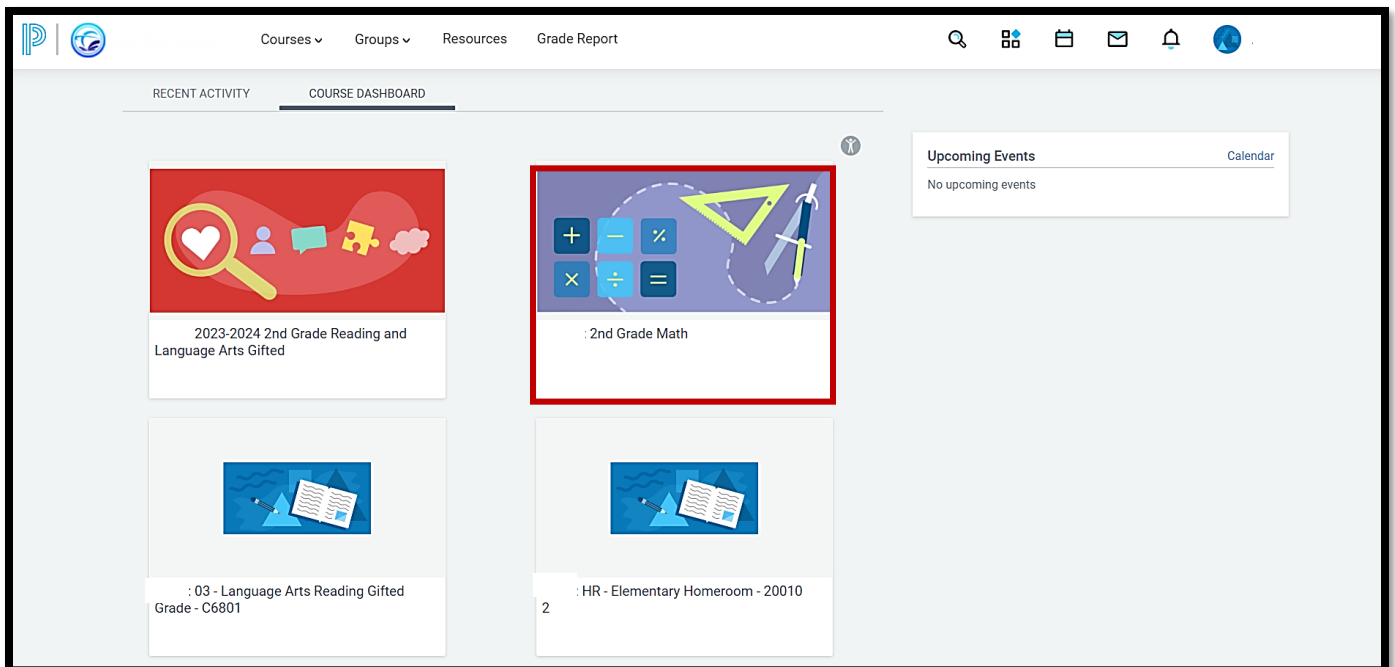 Courses
Groups
Resources
Grade Report
RECENT ACTIVITY
COURSE DASHBOARD
Upcoming Events
Calendar
No upcoming events
+ − %
× ÷ =
2023-2024 2nd Grade Reading and
Language Arts Gifted
: 2nd Grade Math
: 03 - Language Arts Reading Gifted
Grade - C6801
: HR - Elementary Homeroom - 20010
2